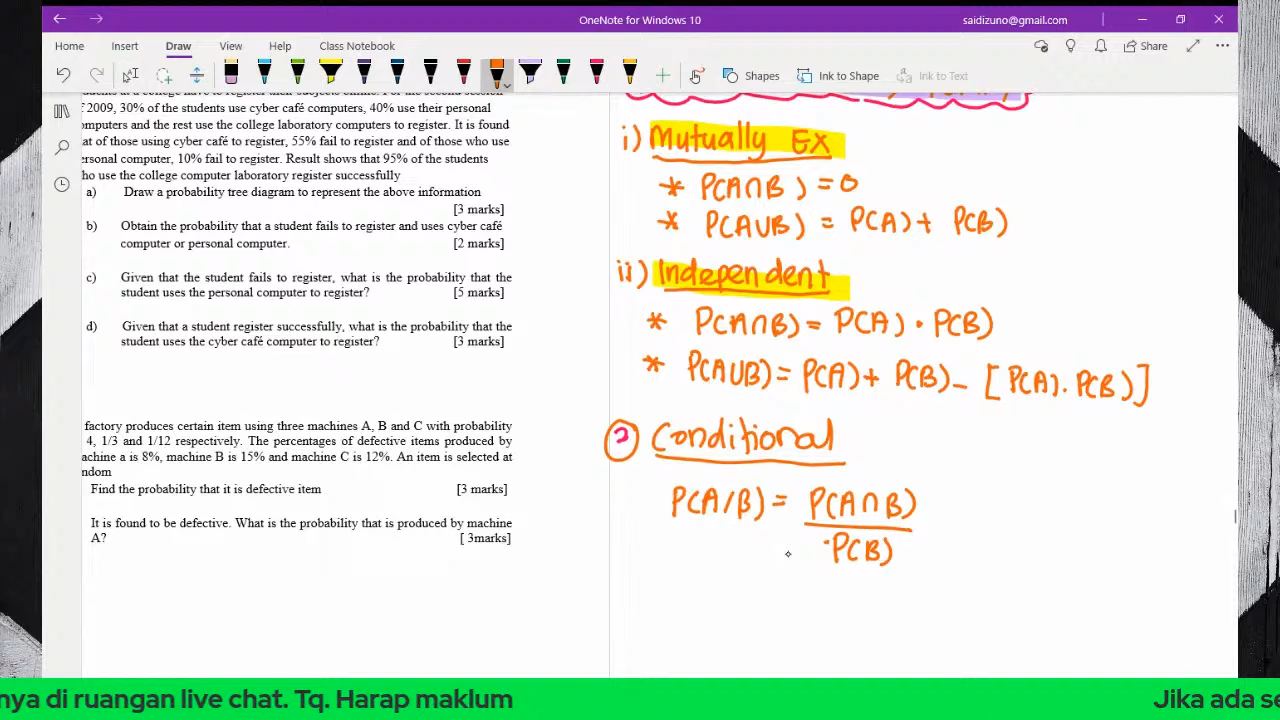 OneNote for Windows 10
saidizuno@gmail.com
Home Insert Draw View Help Class Notebook
Share
Shapes Ink to Shape Ink to Text
2009, 30% of the students use cyber café computers, 40% use their personal
omputers and the rest use the college laboratory computers to register. It is found
at of those using cyber café to register, 55% fail to register and of those who use
ersonal computer, 10% fail to register. Result shows that 95% of the students
ho use the college computer laboratory register successfully
a) Draw a probability tree diagram to represent the above information
[3 marks]
b) Obtain the probability that a student fails to register and uses cyber café
computer or personal computer. [2 marks]
c) Given that the student fails to register, what is the probability that the
student uses the personal computer to register? [5 marks]
d) Given that a student register successfully, what is the probability that the
student uses the cyber café computer to register? [3 marks]
factory produces certain item using three machines A, B and C with probability
4, 1/3 and 1/12 respectively. The percentages of defective items produced by
achine a is 8%, machine B is 15% and machine C is 12%. An item is selected at
ndom
Find the probability that it is defective item [3 marks]
It is found to be defective. What is the probability that is produced by machine
A? [ 3marks]
i) Mutually Ex
* P(A∩B) = 0
* P(A∪B) = P(A) + P(B)
ii) Independent
* P(A∩B) = P(A) · P(B)
* P(A∪B) = P(A) + P(B) - [P(A). P(B)]
Conditional
P(A/B) = P(A∩B)
P(B)
nya di ruangan live chat. Tq. Harap maklum
Jika ada se